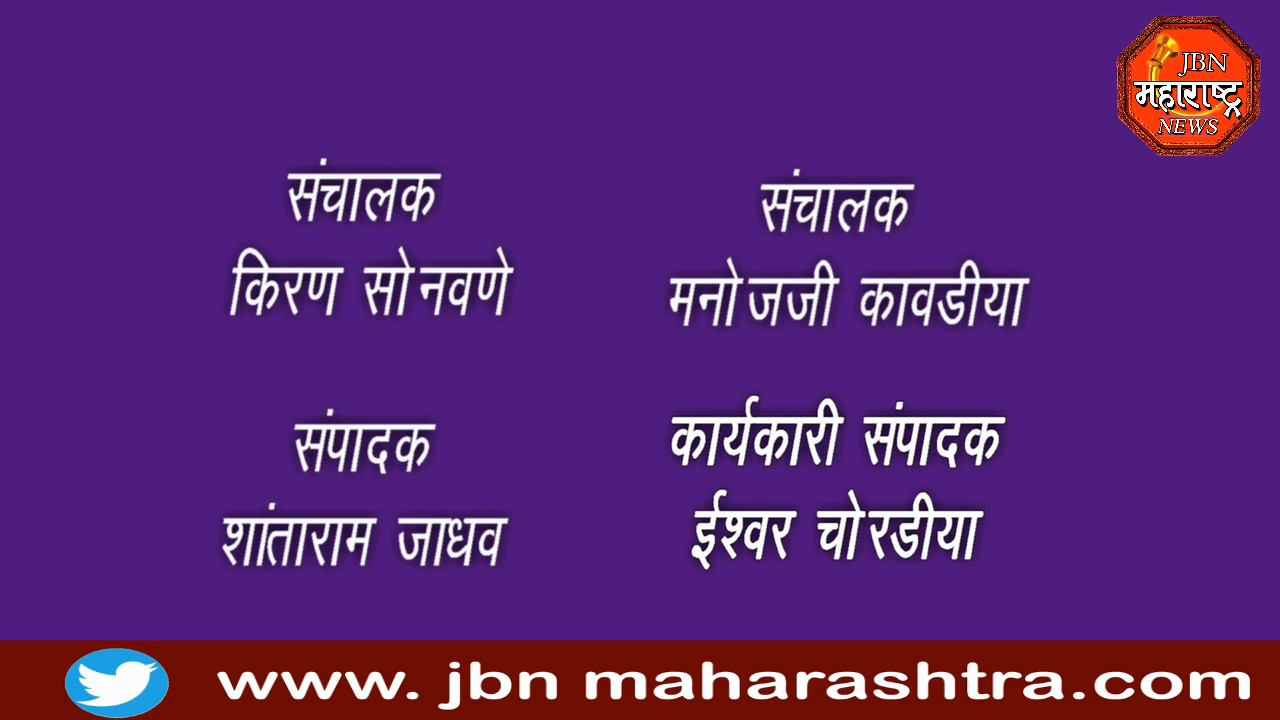 JBN
महाराष्ट्र
NEWS
संचालक
किरण सोनवणे
संचालक
मनोजजी कावडीया
संपादक
शांताराम जाधव
कार्यकारी संपादक
ईश्वर चोरडीया
www. jbn maharashtra.com